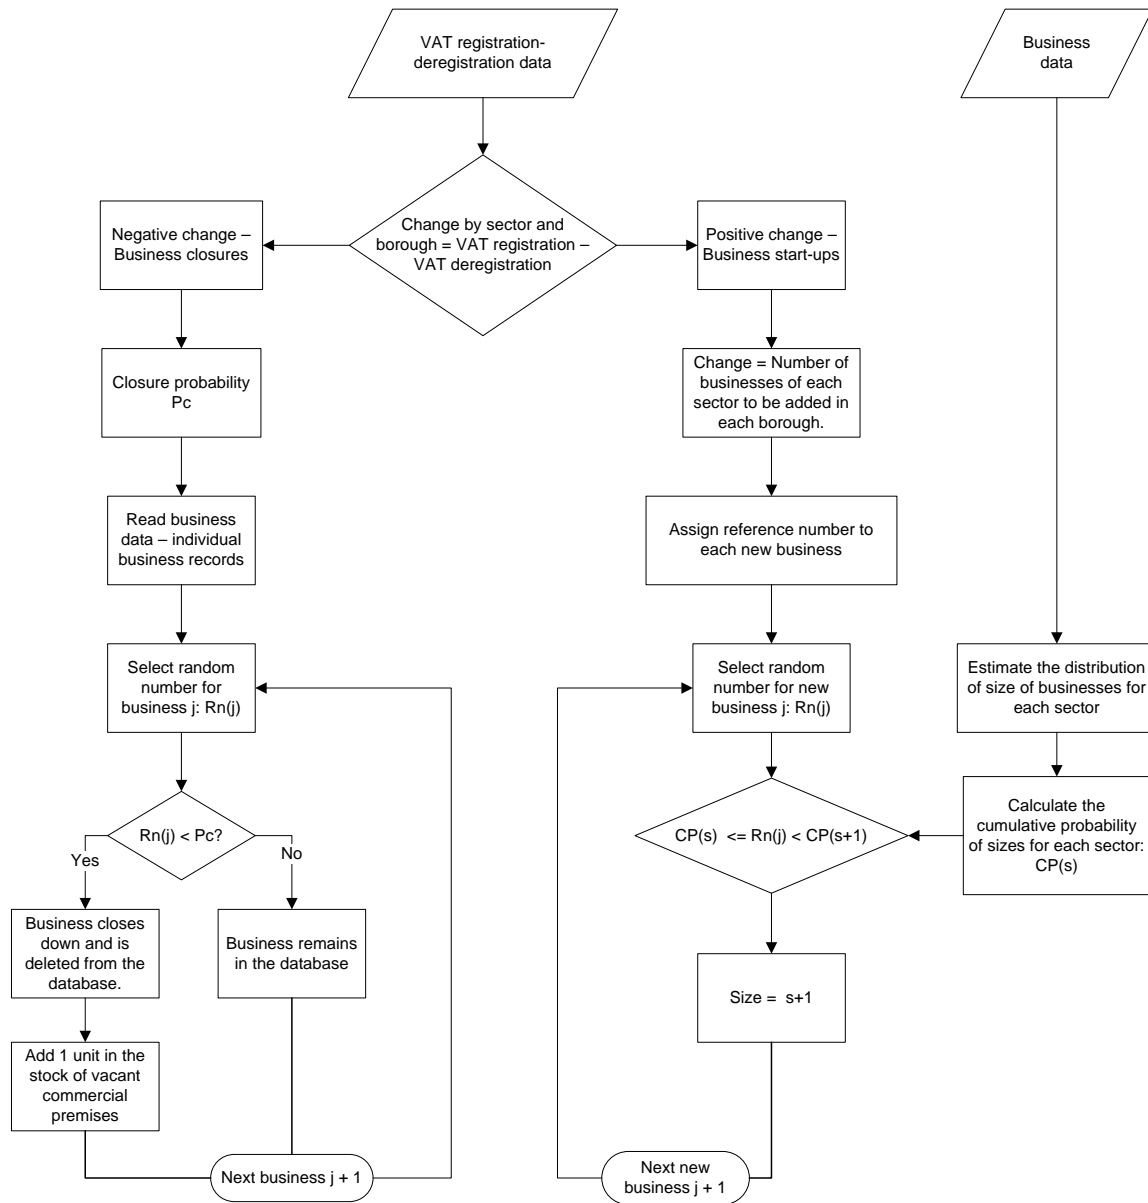 VAT registration-
deregistration data
Business
data
Change by sector and
borough = VAT registration –
VAT deregistration
Negative change –
Business closures
Positive change –
Business start-ups
Closure probability
Pc
Change = Number of
businesses of each
sector to be added in
each borough.
Read business
data – individual
business records
Assign reference number to
each new business
Select random
number for
business j: Rn(j)
Select random
number for new
business j: Rn(j)
Estimate the distribution
of size of businesses for
each sector
Rn(j) < Pc?
Yes
No
CP(s) <= Rn(j) < CP(s+1)
Calculate the
cumulative probability
of sizes for each sector:
CP(s)
Business closes
down and is
deleted from the
database.
Business remains
in the database
Size = s+1
Add 1 unit in the
stock of vacant
commercial
premises
Next business j + 1
Next new
business j + 1